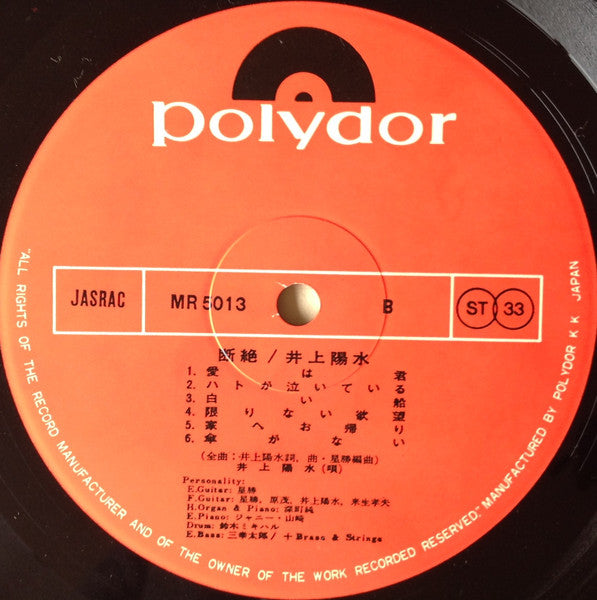 polydor
JASRAC MR 5013 B ST 33
断絶/井上陽水
1. 愛は君
2. ハトが泣いている
3. 白い船
4. 限りない欲望
5. 家へお帰り
6. 傘がない
(全曲:井上陽水詞、曲・星勝編曲)
井上陽水(唄)
Personality:
E.Guitar: 星勝
F.Guitar: 星勝、原茂、井上陽水、来生孝夫
H.Organ & Piano: 深町純
E.Piano: ジャニー・山崎
Drum: 鈴木ミキハル
E.Bass: 三幸太郎/+Brass & Strings
"ALL RIGHTS OF THE RECORD MANUFACTURER AND OF THE OWNER OF THE WORK RECORDED RESERVED" MANUFACTURED BY POLYDOR K K JAPAN